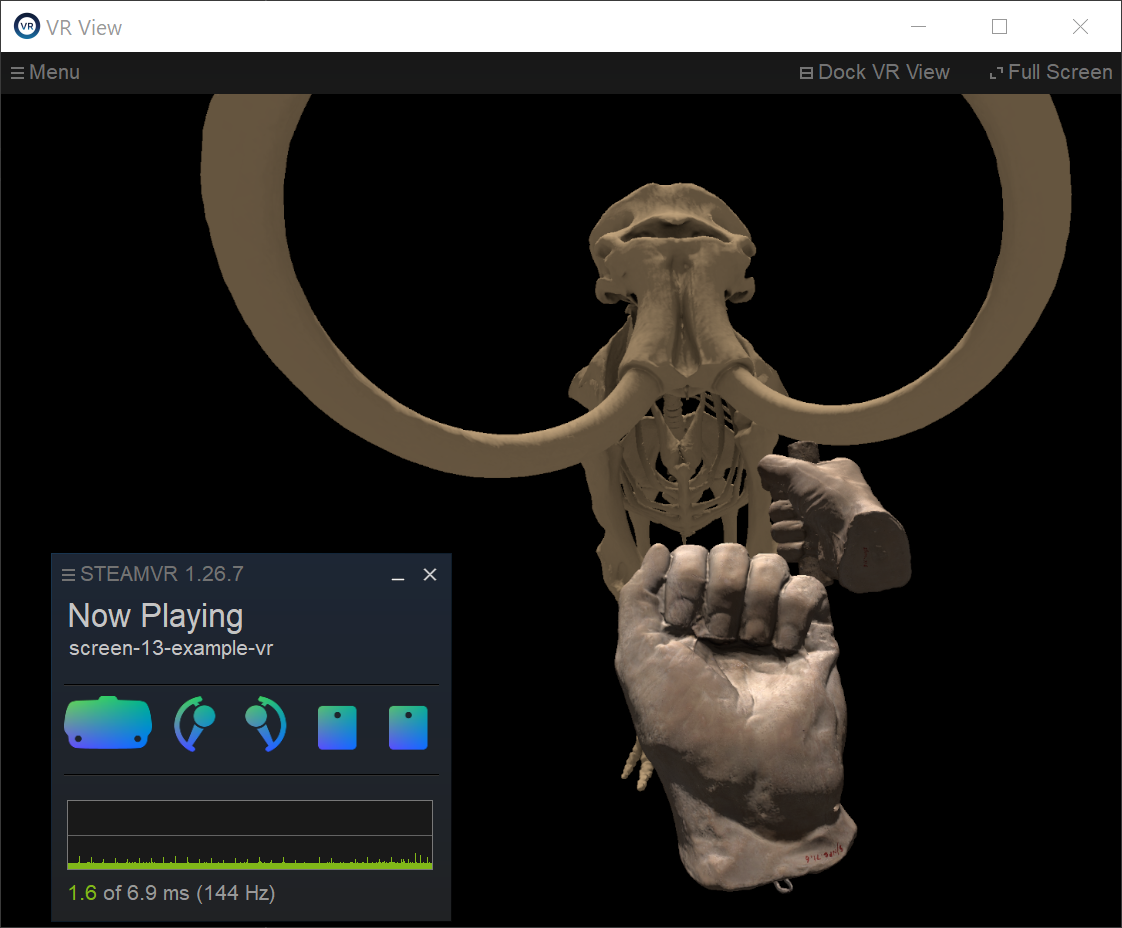 VR VR View
Menu
Dock VR View
Full Screen
STEAMVR 1.26.7
Now Playing
screen-13-example-vr
1.6 of 6.9 ms (144 Hz)